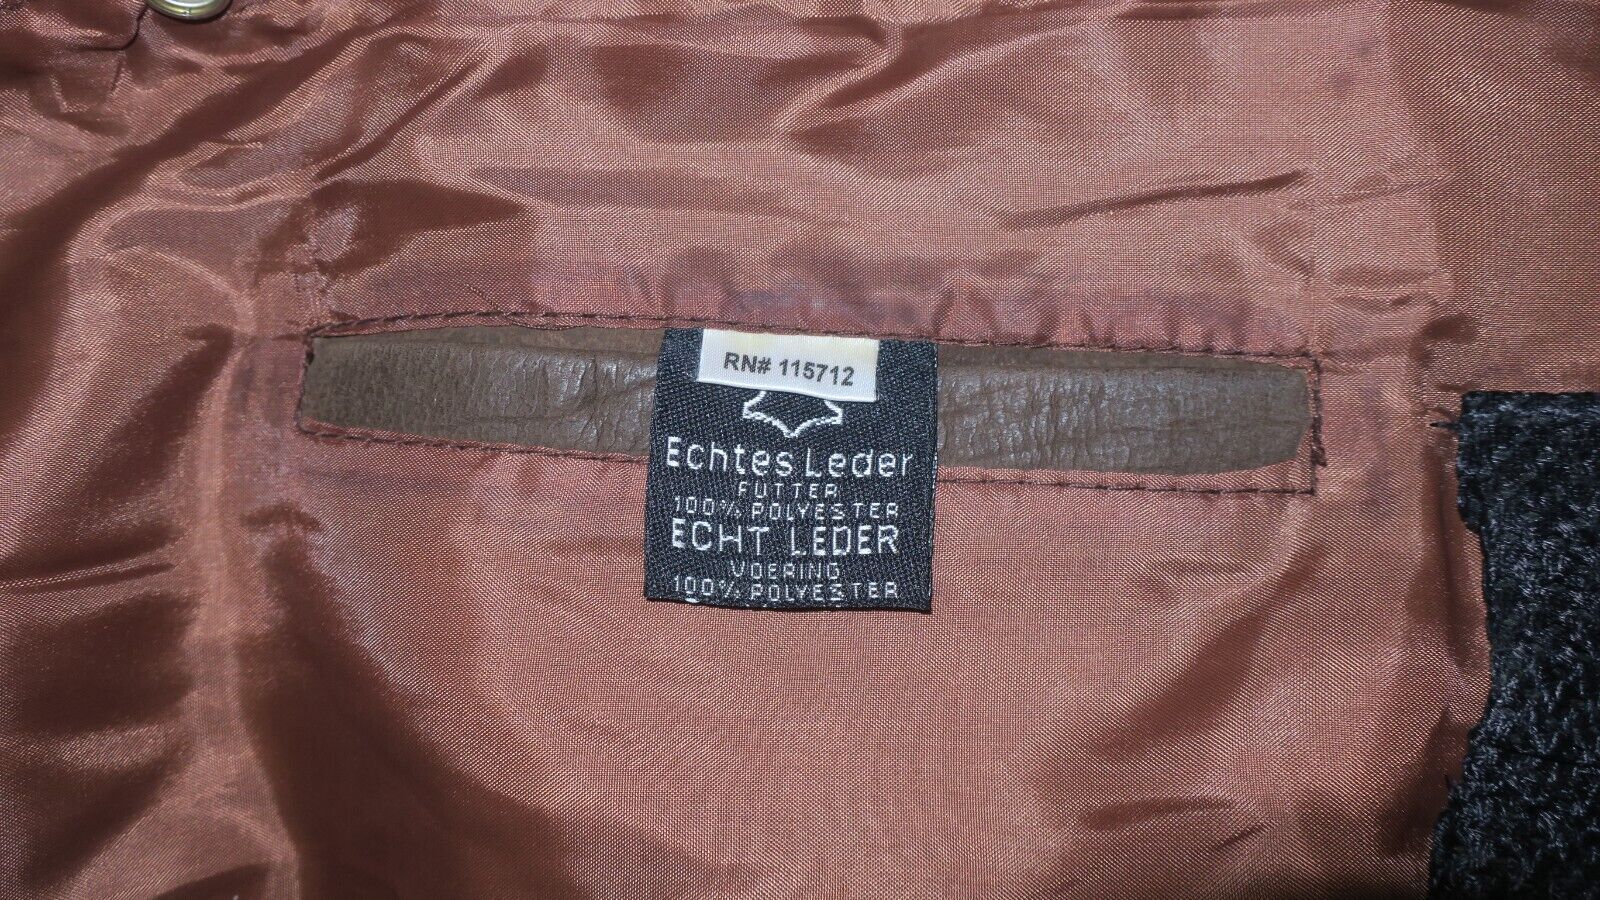 RN# 115712
Echtes Leder
FUTTER
100% POLYESTER
ECHT LEDER
VOERING
100% POLYESTER